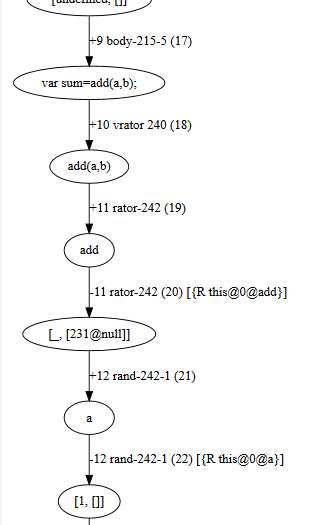 [undefined, []]
+9 body-215-5 (17)
var sum=add(a,b);
+10 vrator 240 (18)
add(a,b)
+11 rator-242 (19)
add
-11 rator-242 (20) [{R this@0@add}]
[_, [231@null]]
+12 rand-242-1 (21)
a
-12 rand-242-1 (22) [{R this@0@a}]
[1, []]